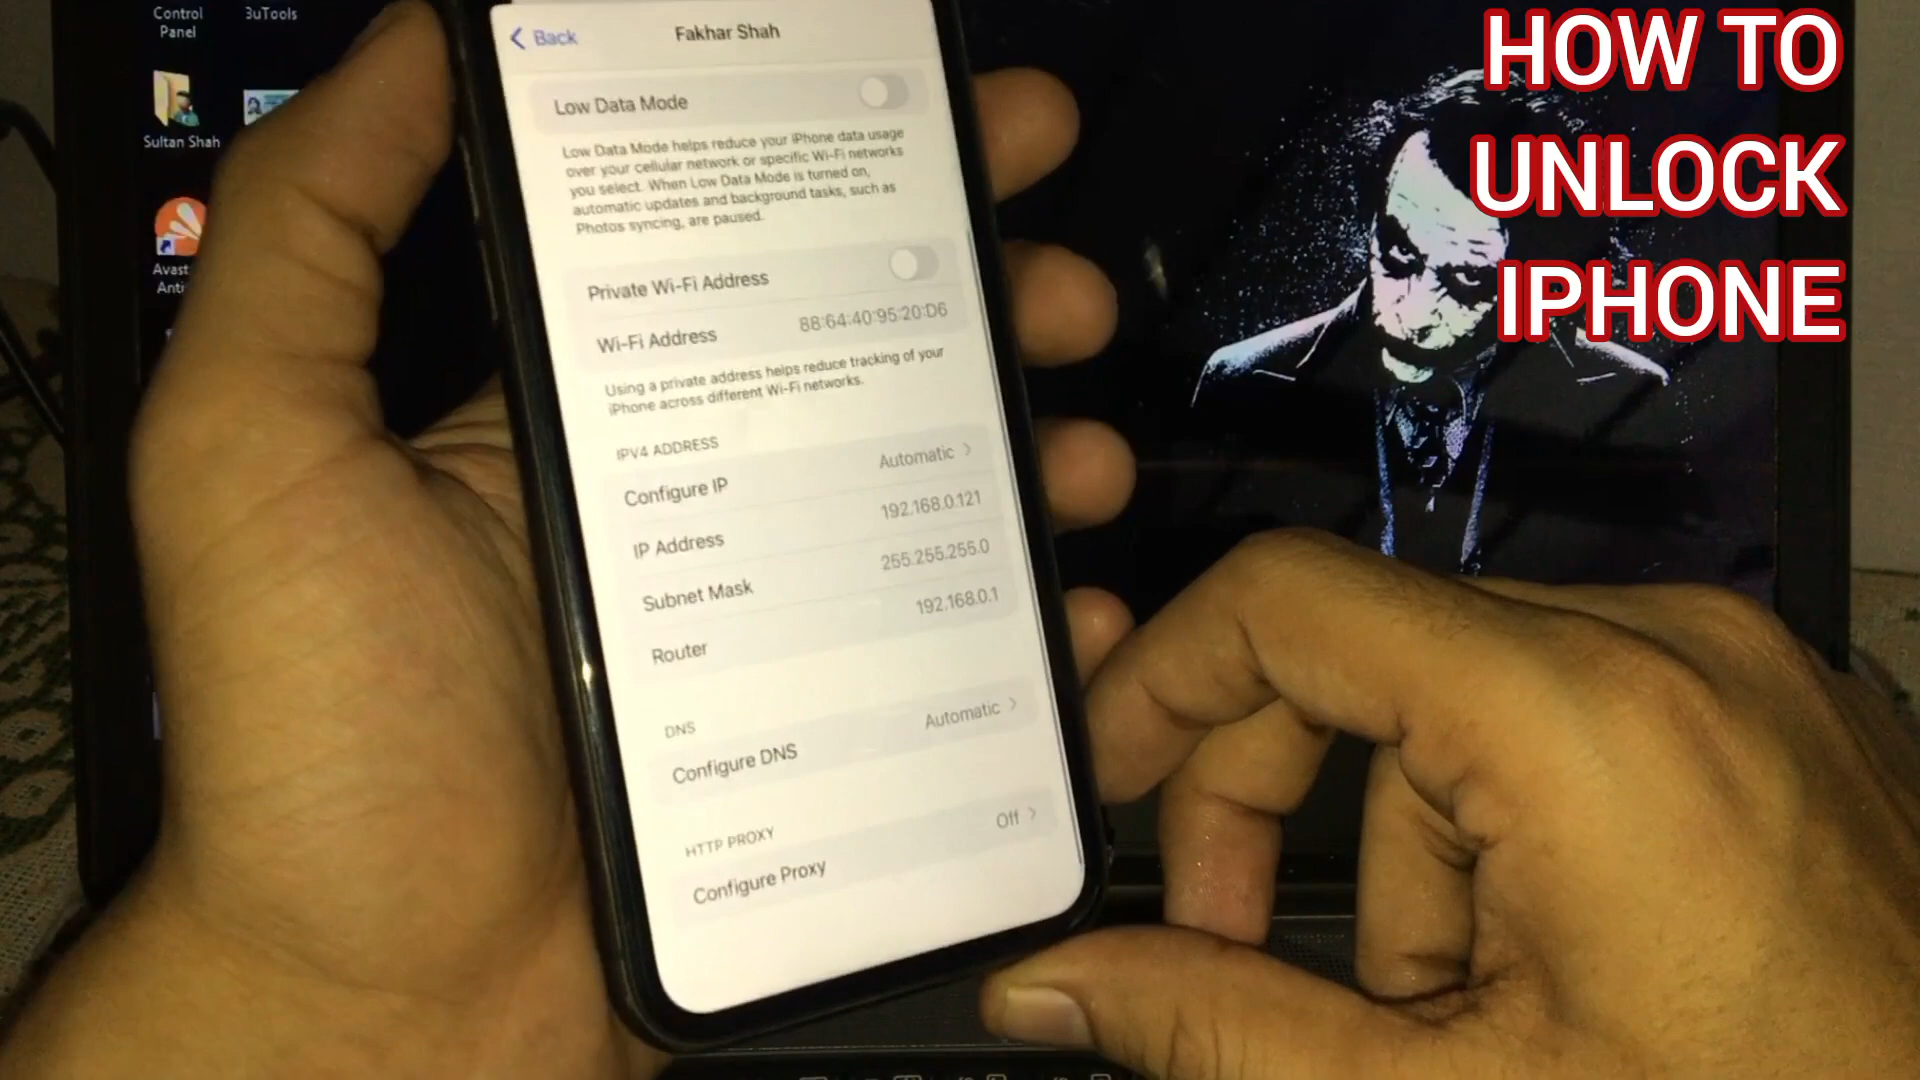 Control
Panel
3uTools
Sultan Shah
Avast
Anti-
HOW TO
UNLOCK
IPHONE
Back
Fakhar Shah
Low Data Mode
Low Data Mode helps reduce your iPhone data usage
over your cellular network or specific Wi-Fi networks
you select. When Low Data Mode is turned on,
automatic updates and background tasks, such as
Photos syncing, are paused.
Private Wi-Fi Address
Wi-Fi Address 88:64:40:95:20:D6
Using a private address helps reduce tracking of your
iPhone across different Wi-Fi networks.
IPV4 ADDRESS
Configure IP Automatic
IP Address 192.168.0.121
Subnet Mask 255.255.255.0
Router 192.168.0.1
DNS
Configure DNS Automatic
HTTP PROXY
Configure Proxy Off